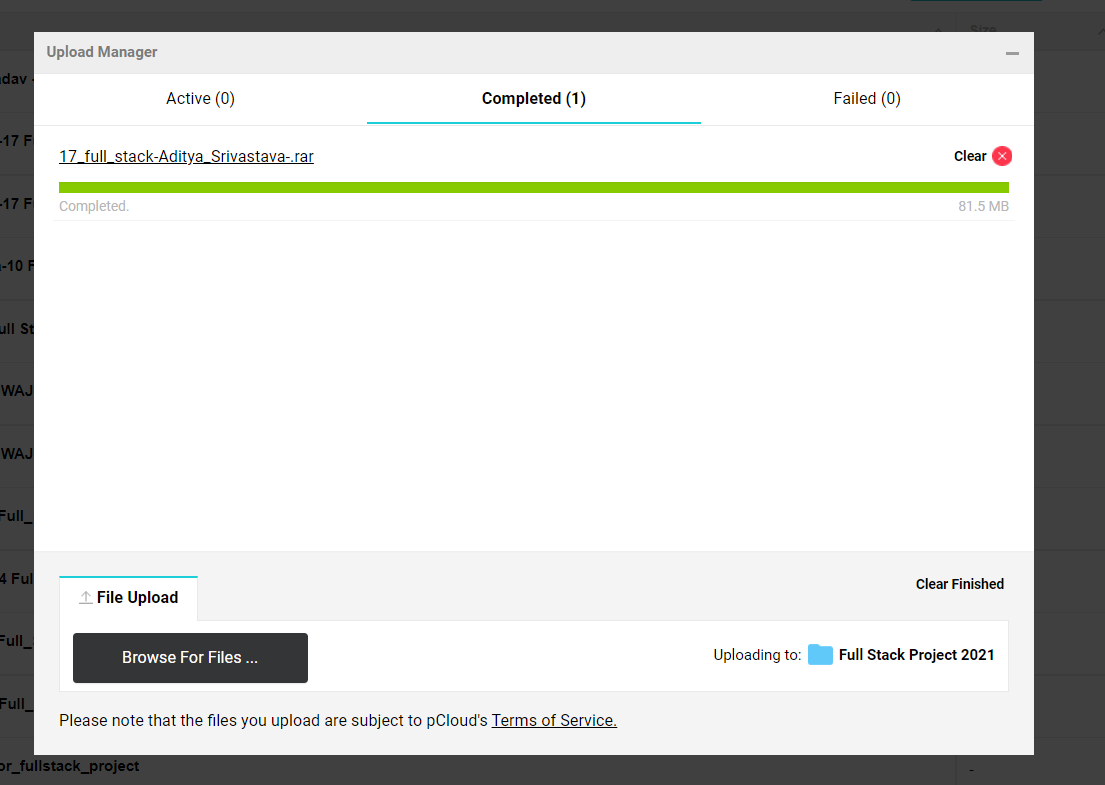 Size
Upload Manager
Active (0)
Completed (1)
Failed (0)
17_full_stack-Aditya_Srivastava-.rar
Clear
Completed.
81.5 MB
dav -
-17 F
-17 F
-10 F
ull St
WAJ
WAJ
Full_
4 Ful
Full_
Full_
Clear Finished
File Upload
Browse For Files ...
Uploading to: Full Stack Project 2021
Please note that the files you upload are subject to pCloud's Terms of Service.
or_fullstack_project
-